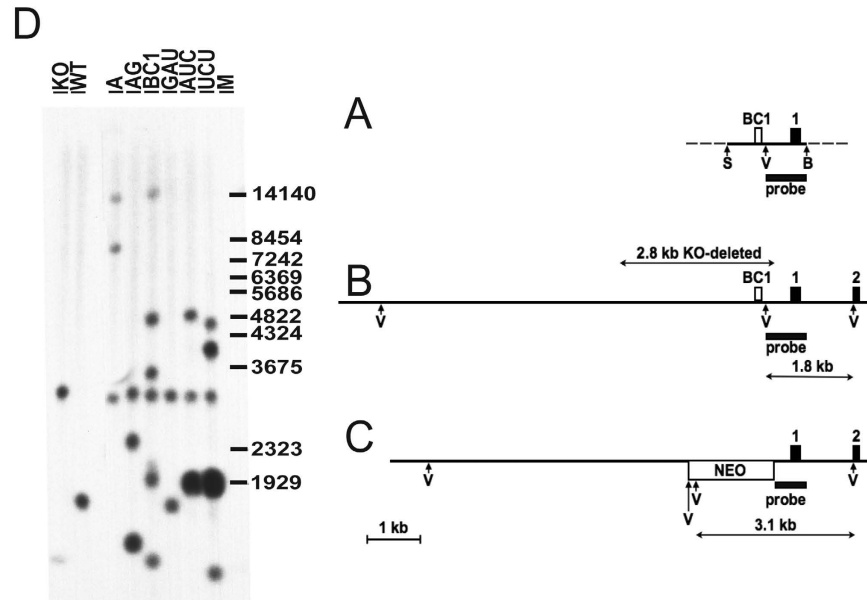 D
IKO
IWT
IA
IAG
IBC1
IGAU
IAUC
IUCU
IM
14140
8454
7242
6369
5686
4822
4324
3675
2323
1929
A
BC1 1
S V B
probe
2.8 kb KO-deleted
B
BC1 1 2
V V V
probe
1.8 kb
C
1 2
NEO
V V V
V
probe
1 kb
3.1 kb